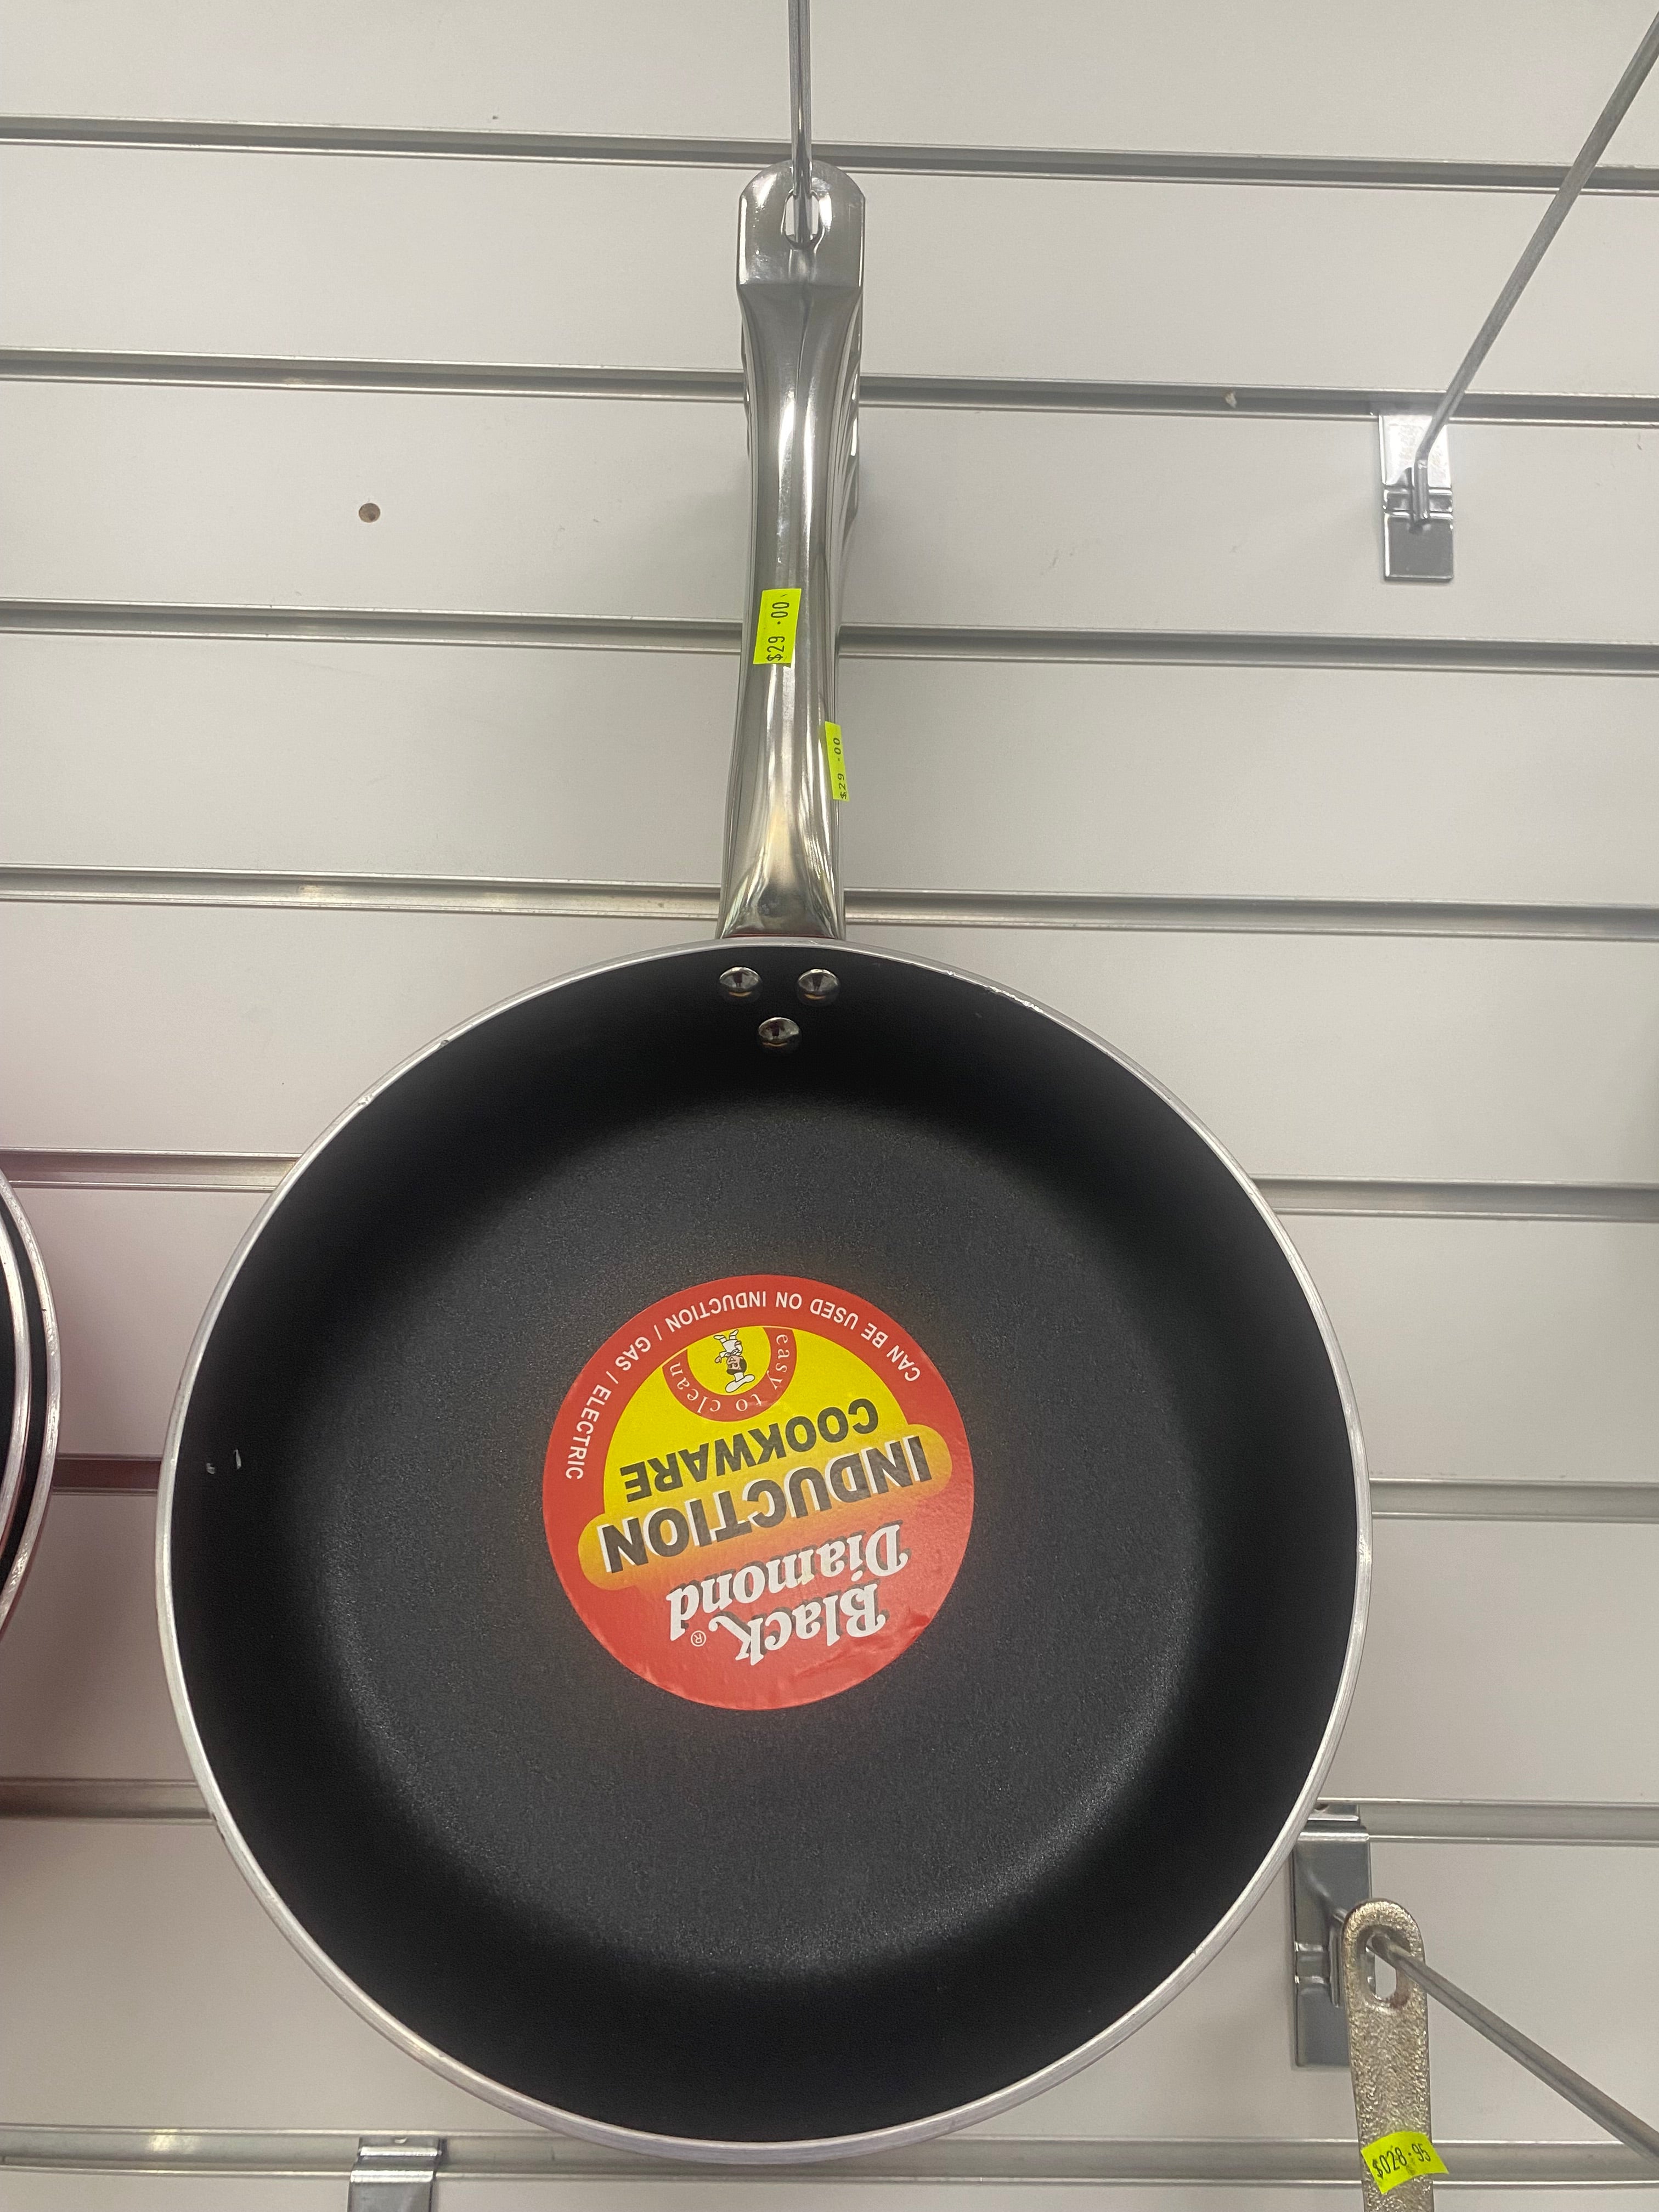 $29.00
$29.00
Black
Diamond®
INDUCTION
COOKWARE
easy to clean
CAN BE USED ON INDUCTION / GAS / ELECTRIC
$028.95